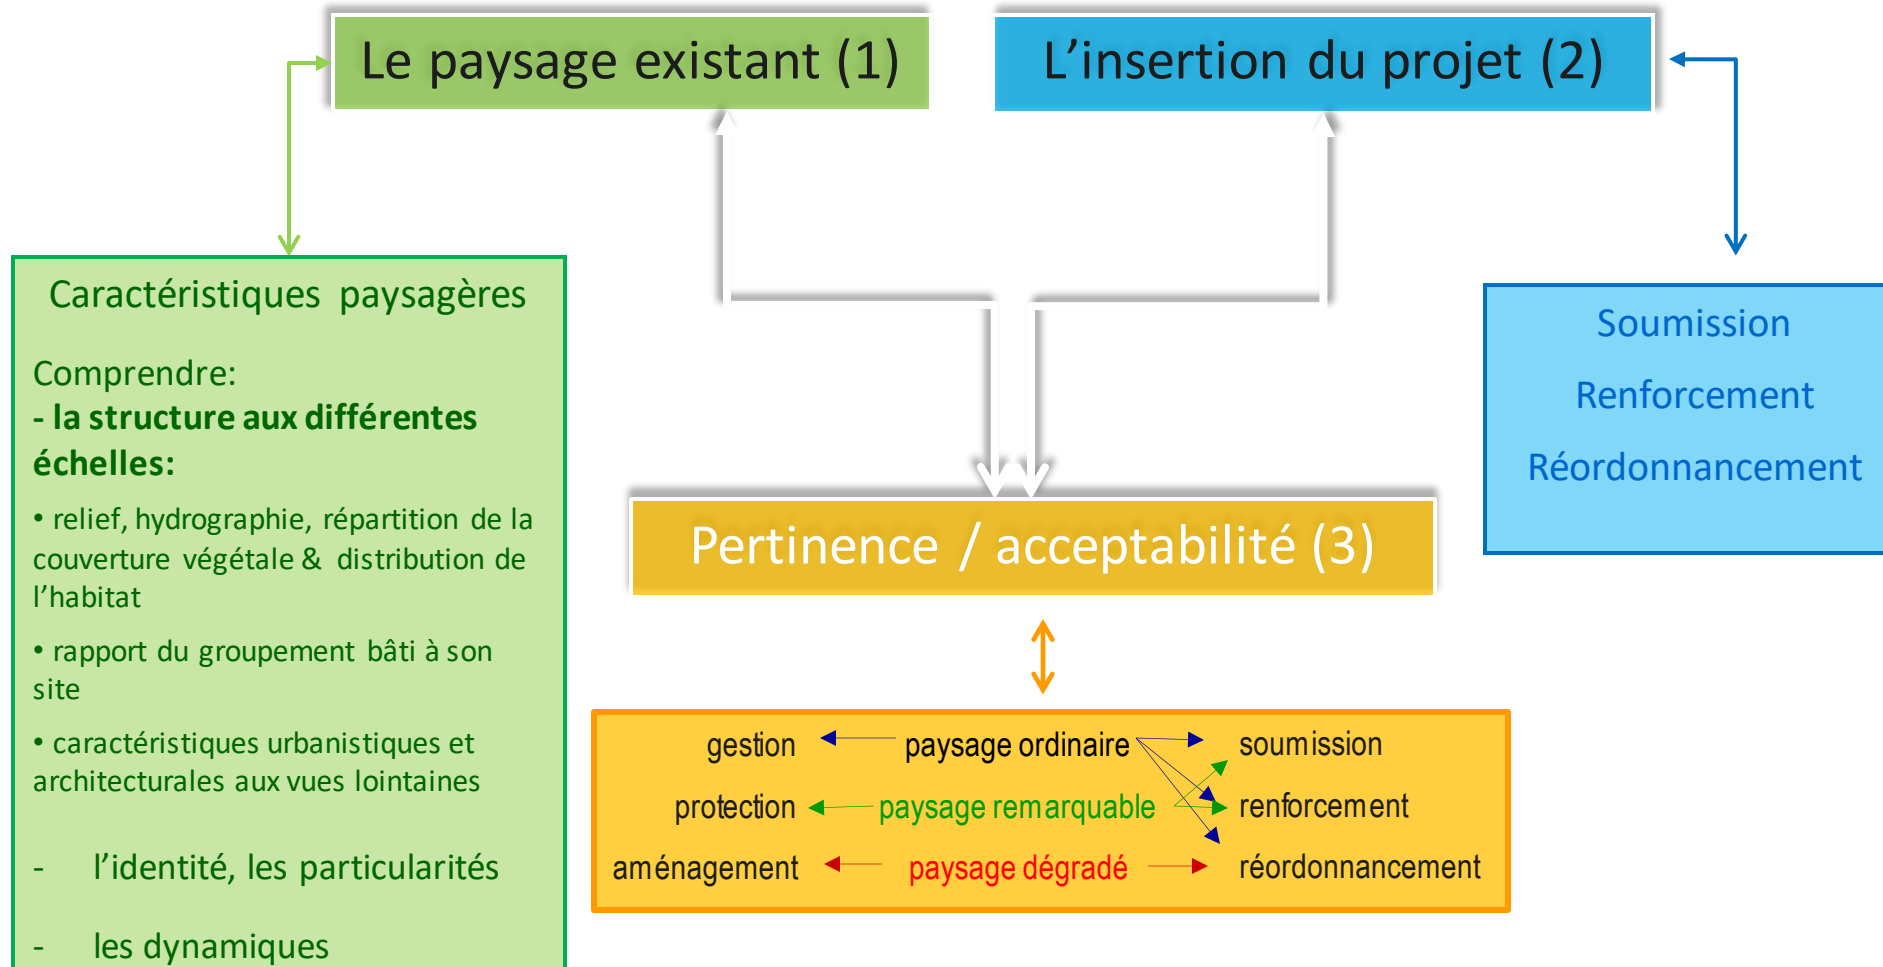 Le paysage existant (1)
L’insertion du projet (2)
Caractéristiques paysagères
Comprendre:
- la structure aux différentes
échelles:
• relief, hydrographie, répartition de la
couverture végétale & distribution de
l’habitat
• rapport du groupement bâti à son
site
• caractéristiques urbanistiques et
architecturales aux vues lointaines
- l’identité, les particularités
- les dynamiques
Soumission
Renforcement
Réordonnancement
Pertinence / acceptabilité (3)
gestion paysage ordinaire soumission
protection paysage remarquable renforcement
aménagement paysage dégradé réordonnancement